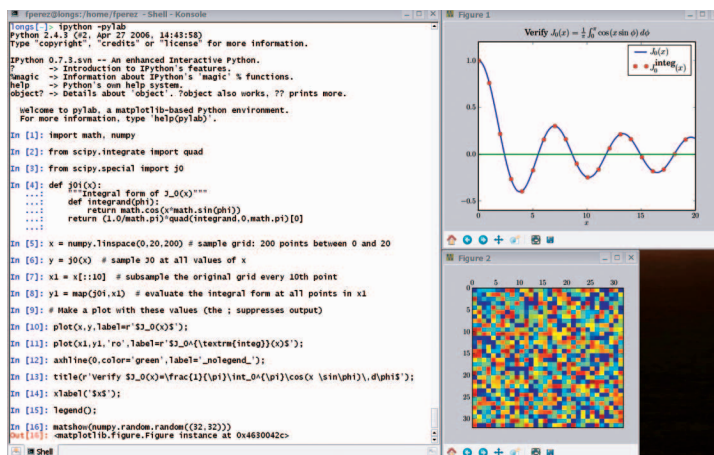 fperez@longs:/home/fperez - Shell - Konsole
longs[~]> ipython -pylab
Python 2.4.3 (#2, Apr 27 2006, 14:43:58)
Type "copyright", "credits" or "license" for more information.
IPython 0.7.3.svn -- An enhanced Interactive Python.
?         -> Introduction to IPython's features.
%magic    -> Information about IPython's 'magic' % functions.
help      -> Python's own help system.
object?   -> Details about 'object'. ?object also works, ?? prints more.
Welcome to pylab, a matplotlib-based Python environment.
For more information, type 'help(pylab)'.
In [1]: import math, numpy
In [2]: from scipy.integrate import quad
In [3]: from scipy.special import j0
In [4]: def j0i(x):
...:     """Integral form of J_0(x)"""
...:     def integrand(phi):
...:         return math.cos(x*math.sin(phi))
...:     return (1.0/math.pi)*quad(integrand,0,math.pi)[0]
...:
In [5]: x = numpy.linspace(0,20,200) # sample grid: 200 points between 0 and 20
In [6]: y = j0(x)  # sample J0 at all values of x
In [7]: x1 = x[::10]  # subsample the original grid every 10th point
In [8]: y1 = map(j0i,x1)  # evaluate the integral form at all points in x1
In [9]: # Make a plot with these values (the ; suppresses output)
In [10]: plot(x,y,label=r'$J_0(x)$');
In [11]: plot(x1,y1,'ro',label=r'$J_0^{\textrm{integ}}(x)$');
In [12]: axhline(0,color='green',label='_nolegend_');
In [13]: title(r'Verify $J_0(x)=\frac{1}{\pi}\int_0^{\pi}\cos(x \sin\phi)\,d\phi$');
In [14]: xlabel('$x$');
In [15]: legend();
In [16]: matshow(numpy.random.random((32,32)))
Out[16]: <matplotlib.figure.Figure instance at 0x4630042c>
Shell
Figure 1
Verify J₀(x) = 1/π ∫₀^π cos(x sin ϕ) dϕ
J₀(x)
J₀^integ(x)
1.0
0.5
0.0
−0.5
0 5 10 15 20
x
Figure 2
0 5 10 15 20 25 30
0
5
10
15
20
25
30